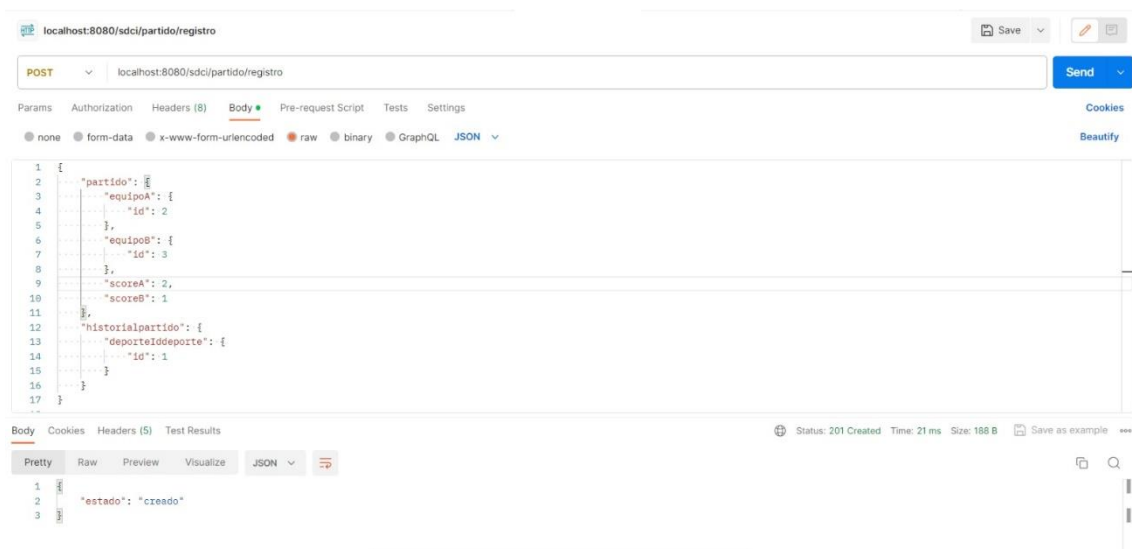 HTTP localhost:8080/sdci/partido/registro Save
POST localhost:8080/sdci/partido/registro Send
Params Authorization Headers (8) Body Pre-request Script Tests Settings Cookies
none form-data x-www-form-urlencoded raw binary GraphQL JSON Beautify
1 {
2 "partido": {
3 "equipoA": {
4 "id": 2
5 },
6 "equipoB": {
7 "id": 3
8 },
9 "scoreA": 2,
10 "scoreB": 1
11 },
12 "historialpartido": {
13 "deporteIddeporte": {
14 "id": 1
15 }
16 }
17 }
Body Cookies Headers (5) Test Results Status: 201 Created Time: 21 ms Size: 188 B Save as example
Pretty Raw Preview Visualize JSON
1 {
2 "estado": "creado"
3 }